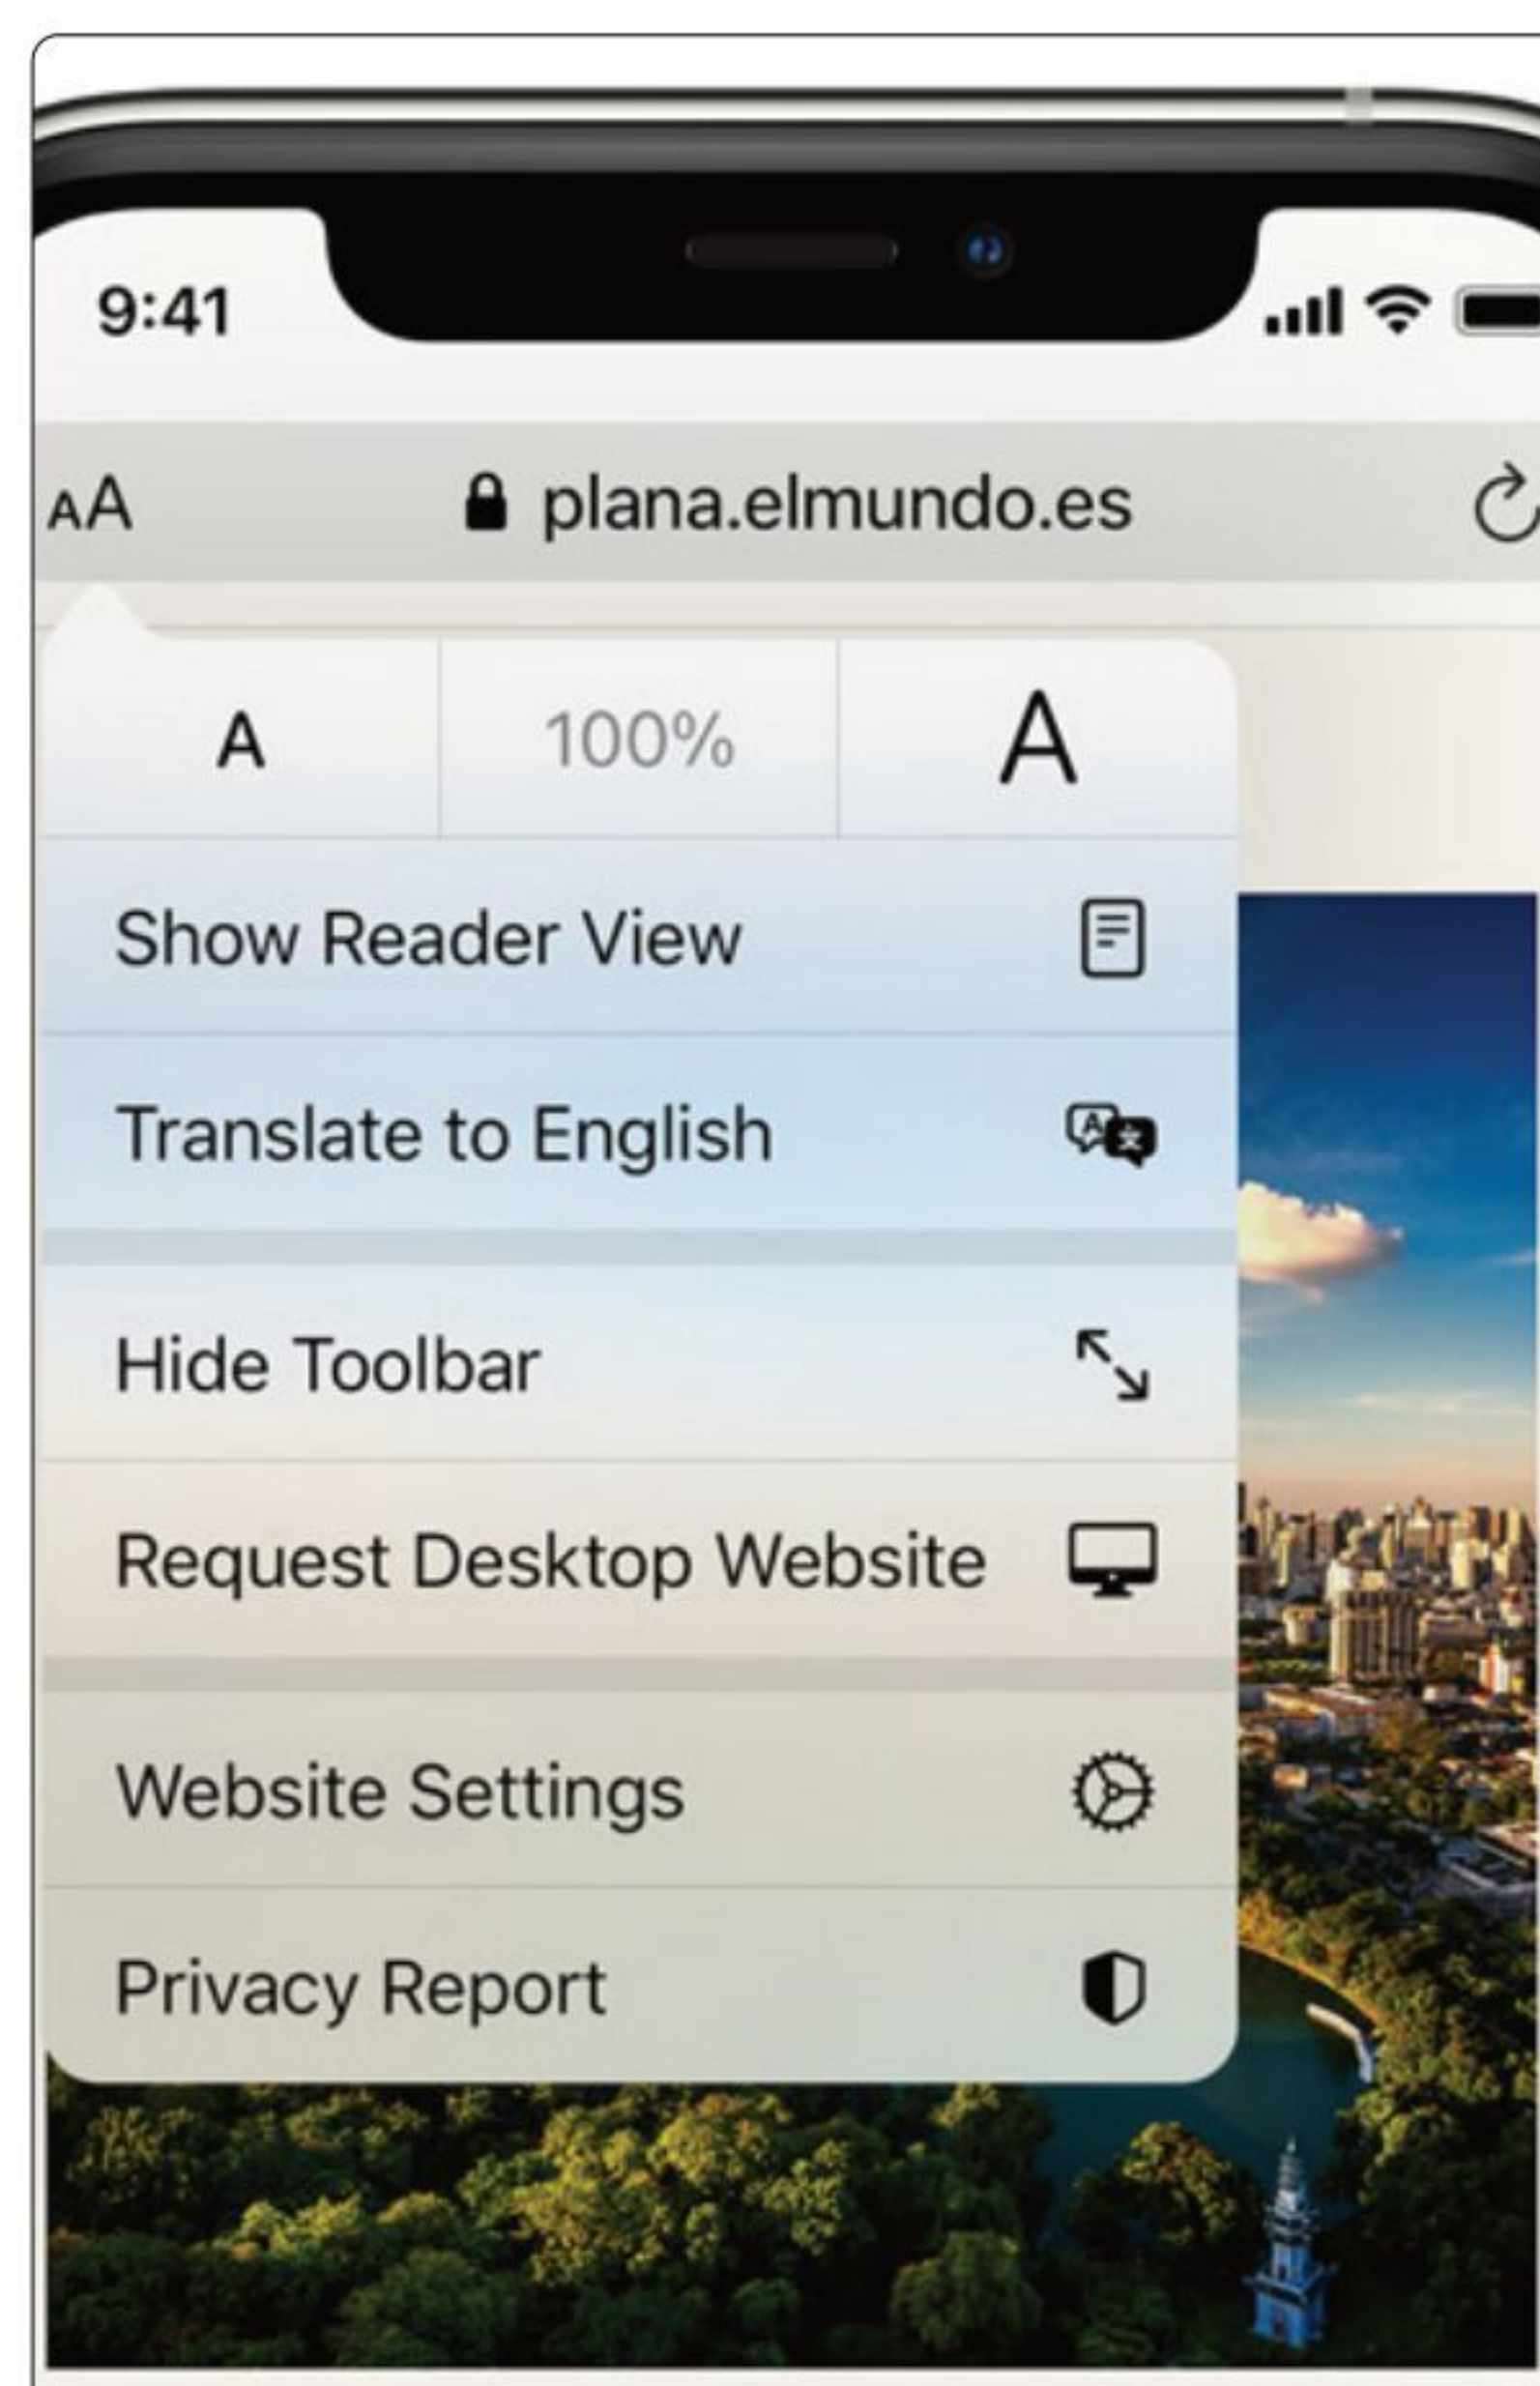 9:41
AA plana.elmundo.es
A 100% A
Show Reader View
Translate to English
Hide Toolbar
Request Desktop Website
Website Settings
Privacy Report